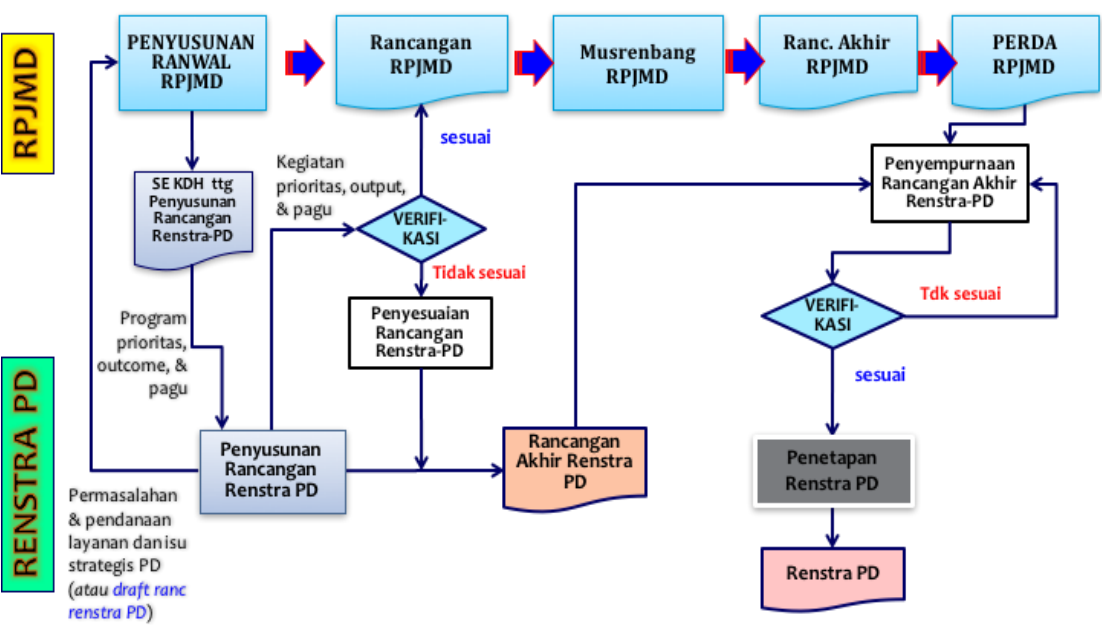 RPJMD
PENYUSUNAN
RANWAL
RPJMD
Rancangan
RPJMD
Musrenbang
RPJMD
Ranc. Akhir
RPJMD
PERDA
RPJMD
SE KDH ttg
Penyusunan
Rancangan
Renstra-PD
Kegiatan
prioritas, output,
& pagu
sesuai
VERIFI-
KASI
Tidak sesuai
Penyesuaian
Rancangan
Renstra-PD
Penyempurnaan
Rancangan Akhir
Renstra-PD
VERIFI-
KASI
Tdk sesuai
sesuai
Program
prioritas,
outcome, &
pagu
RENSTRA PD
Penyusunan
Rancangan
Renstra PD
Rancangan
Akhir Renstra
PD
Penetapan
Renstra PD
Renstra PD
Permasalahan
& pendanaan
layanan dan isu
strategis PD
(atau draft ranc
renstra PD)